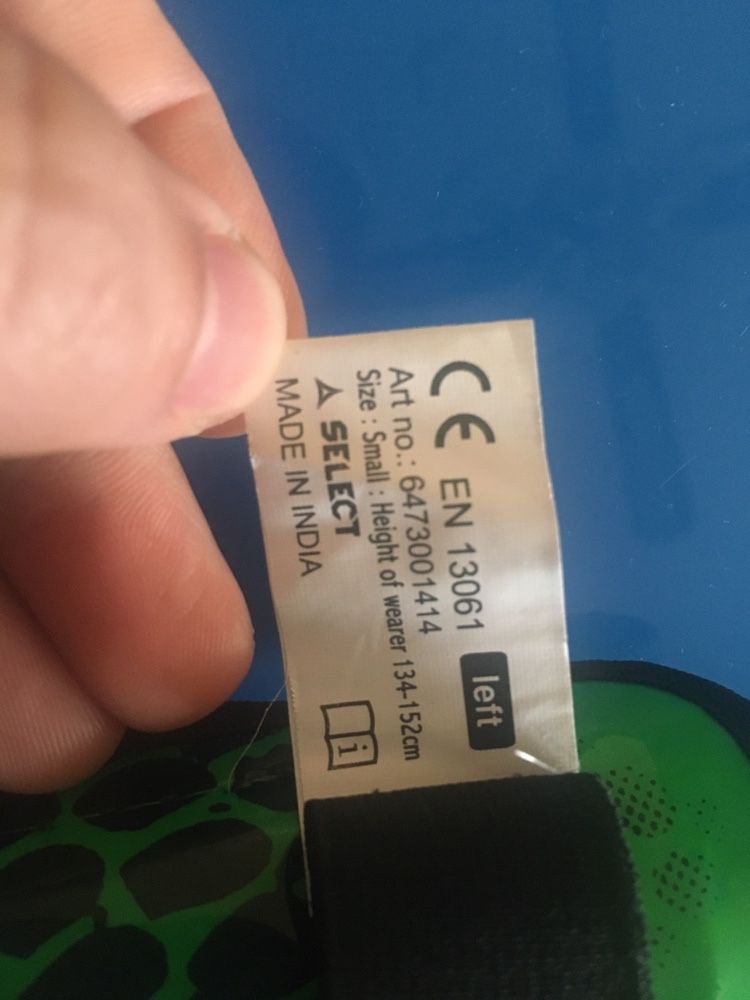 CE EN 13061 left
Art no.: 6473001414
Size : Small : Height of wearer 134-152cm
SELECT
MADE IN INDIA
i